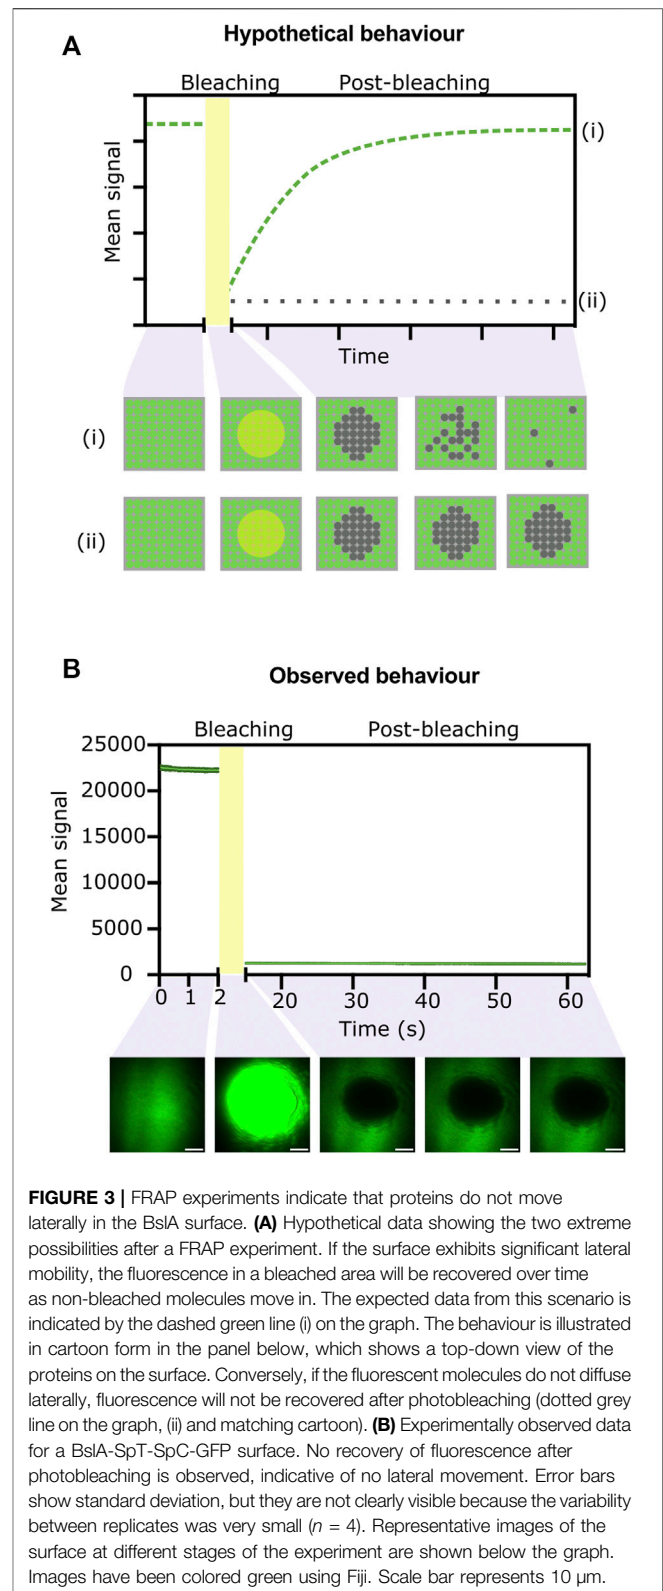 A
Hypothetical behaviour
Bleaching
Post-bleaching
Mean signal
(i)
(ii)
Time
(i)
(ii)
B
Observed behaviour
Bleaching
Post-bleaching
Mean signal
25000
20000
15000
10000
5000
0
0 1 2 20 30 40 50 60
Time (s)
FIGURE 3 | FRAP experiments indicate that proteins do not move
laterally in the BslA surface. (A) Hypothetical data showing the two extreme
possibilities after a FRAP experiment. If the surface exhibits significant lateral
mobility, the fluorescence in a bleached area will be recovered over time
as non-bleached molecules move in. The expected data from this scenario is
indicated by the dashed green line (i) on the graph. The behaviour is illustrated
in cartoon form in the panel below, which shows a top-down view of the
proteins on the surface. Conversely, if the fluorescent molecules do not diffuse
laterally, fluorescence will not be recovered after photobleaching (dotted grey
line on the graph, (ii) and matching cartoon). (B) Experimentally observed data
for a BslA-SpT-SpC-GFP surface. No recovery of fluorescence after
photobleaching is observed, indicative of no lateral movement. Error bars
show standard deviation, but they are not clearly visible because the variability
between replicates was very small (n = 4). Representative images of the
surface at different stages of the experiment are shown below the graph.
Images have been colored green using Fiji. Scale bar represents 10 μm.